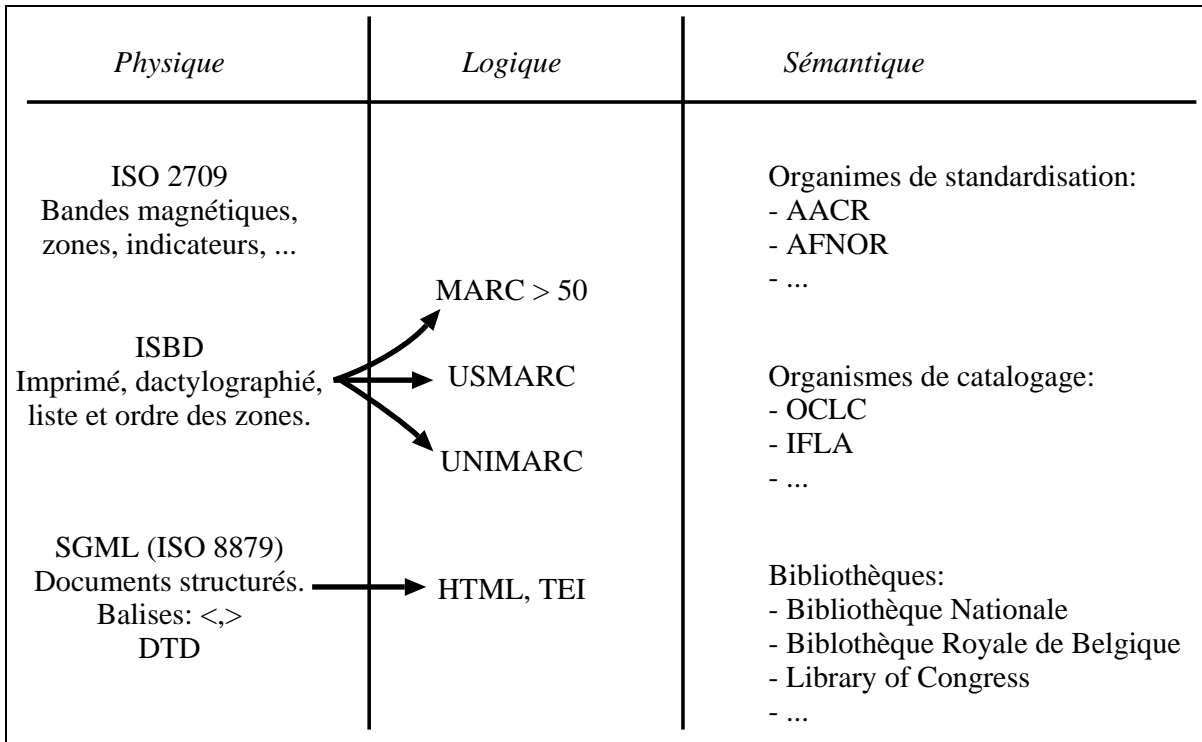 Physique
Logique
Sémantique
ISO 2709
Bandes magnétiques,
zones, indicateurs, ...
ISBD
Imprimé, dactylographié,
liste et ordre des zones.
SGML (ISO 8879)
Documents structurés.
Balises: <,>
DTD
MARC > 50
USMARC
UNIMARC
HTML, TEI
Organimes de standardisation:
- AACR
- AFNOR
- ...
Organismes de catalogage:
- OCLC
- IFLA
- ...
Bibliothèques:
- Bibliothèque Nationale
- Biblothèque Royale de Belgique
- Library of Congress
- ...